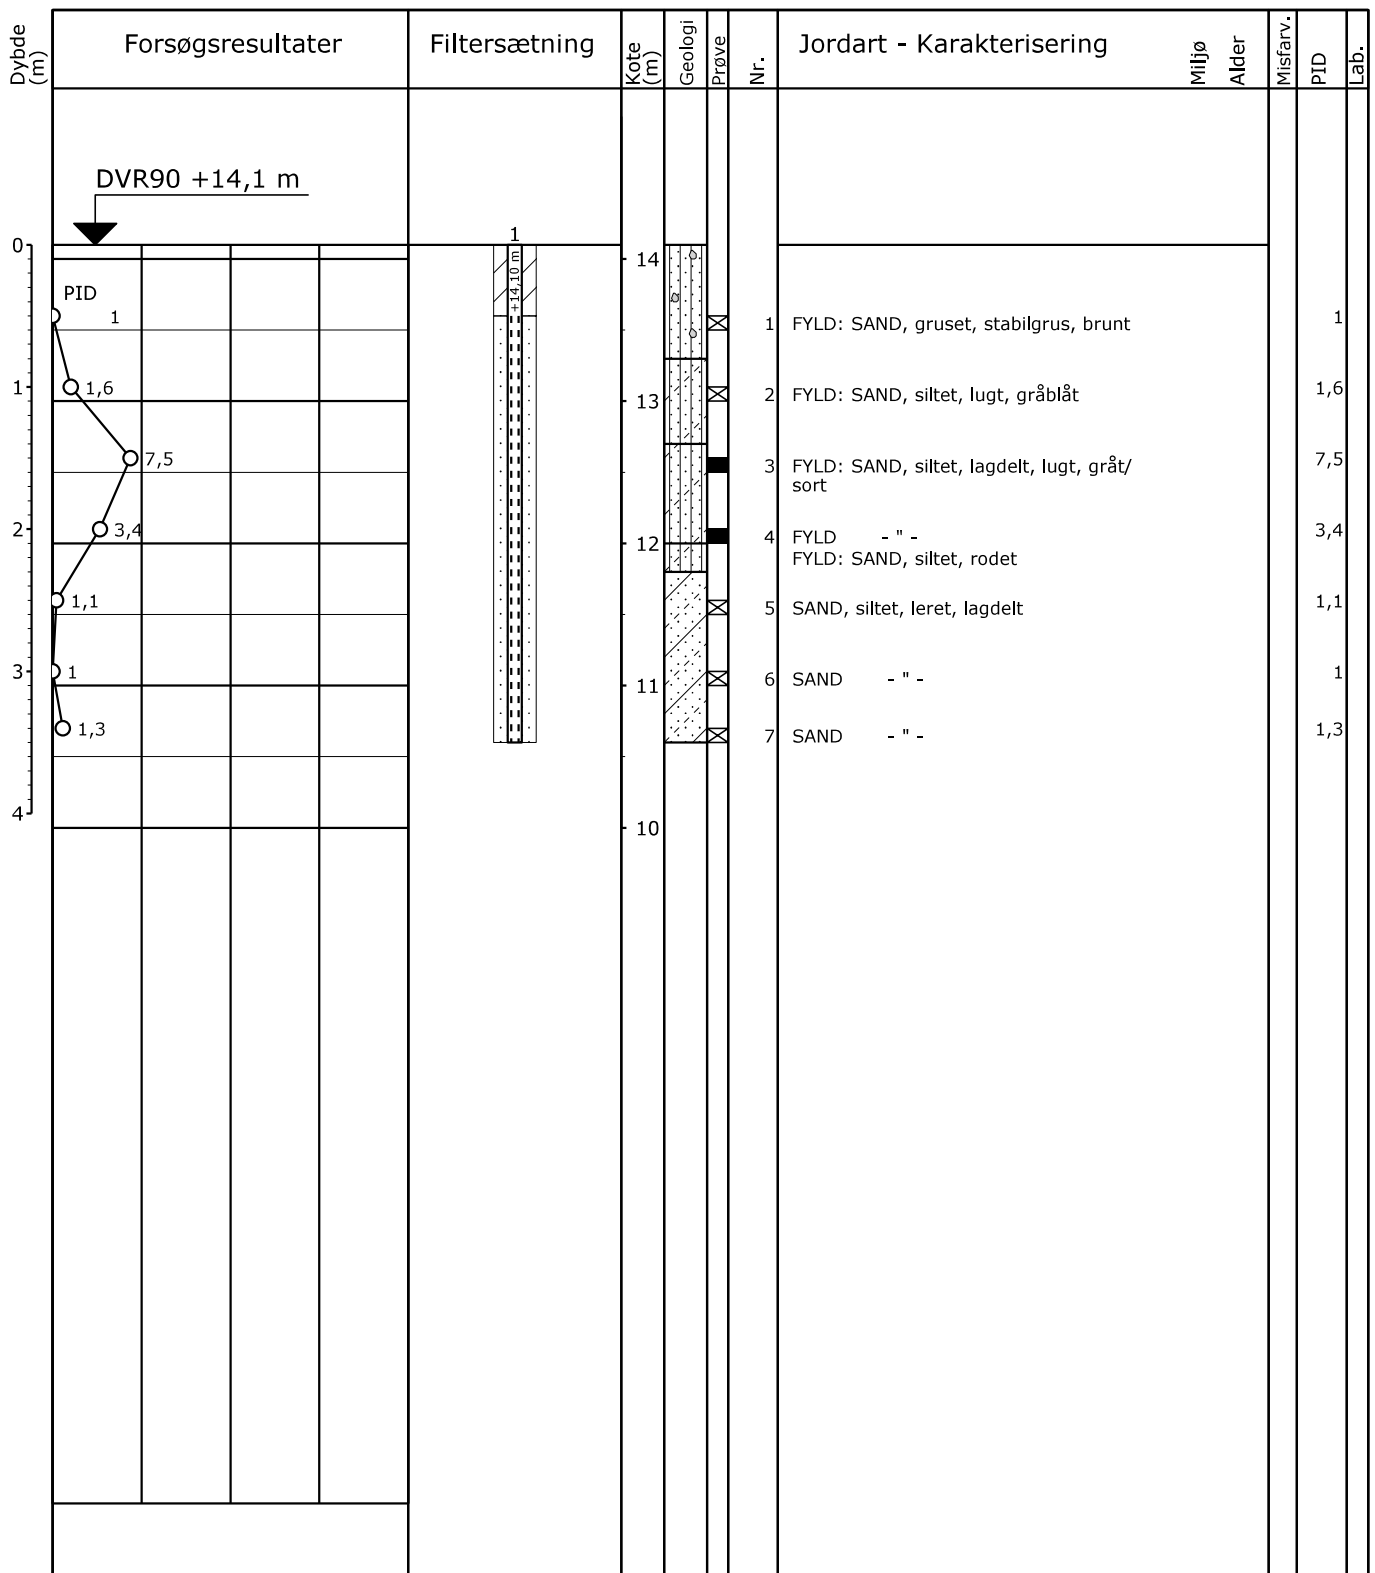 Dybde
(m)
Forsøgsresultater
Filtersætning
Kote
(m)
Geologi
Prøve
Nr.
Jordart - Karakterisering
Miljø
Alder
Misfarv.
PID
Lab.
DVR90 +14,1 m
0
1
+14,10 m
14
PID
1
1 FYLD: SAND, gruset, stabilgrus, brunt 1
1
1,6
13
2 FYLD: SAND, siltet, lugt, gråblåt 1,6
7,5
3 FYLD: SAND, siltet, lagdelt, lugt, gråt/ 7,5
sort
2
3,4
12
4 FYLD - " - 3,4
FYLD: SAND, siltet, rodet
1,1
5 SAND, siltet, leret, lagdelt 1,1
3
1
11
6 SAND - " - 1
1,3
7 SAND - " - 1,3
4
10